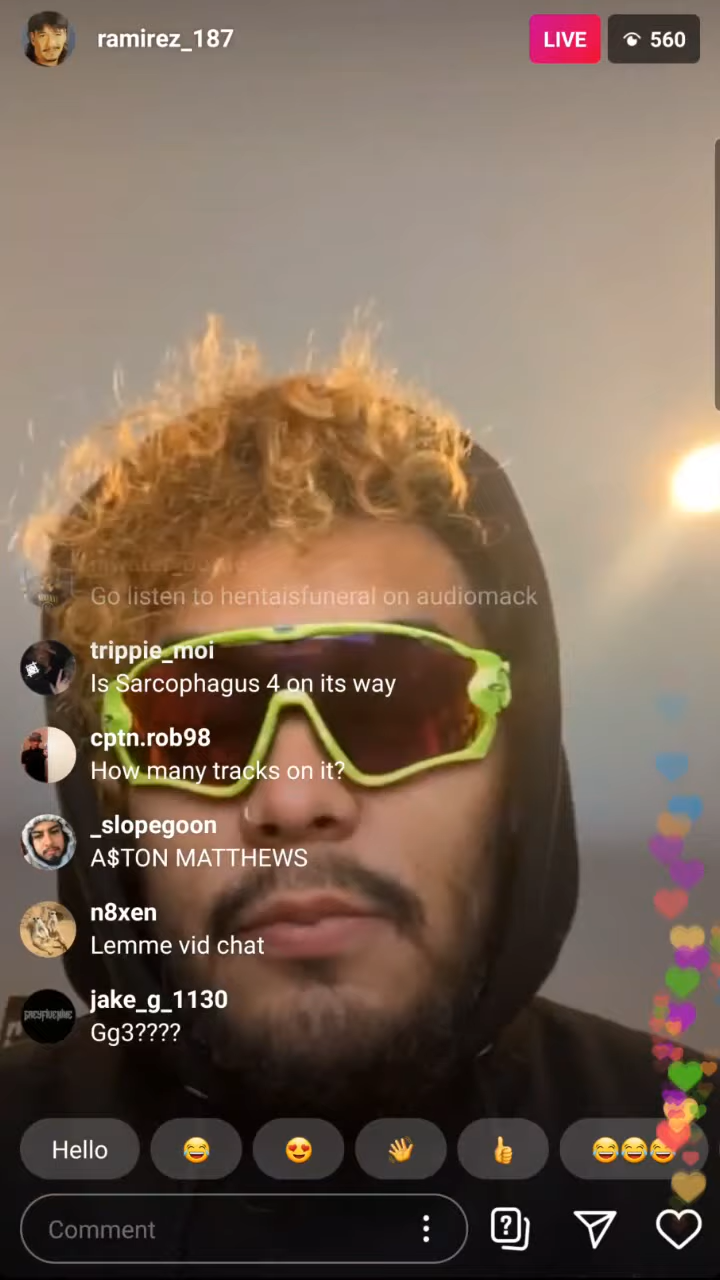 ramirez_187
LIVE
560
Go listen to hentaisfuneral on audiomack
trippie_moi
Is Sarcophagus 4 on its way
cptn.rob98
How many tracks on it?
_slopegoon
A$TON MATTHEWS
n8xen
Lemme vid chat
jake_g_1130
Gg3????
Hello
Comment